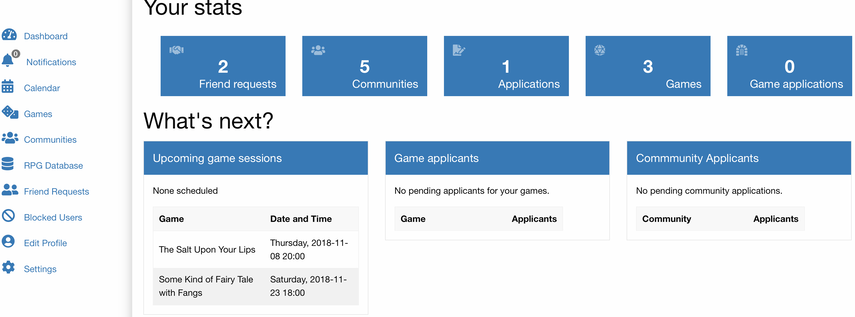 Your stats
Dashboard
0
Notifications
Calendar
Games
Communities
RPG Database
Friend Requests
Blocked Users
Edit Profile
Settings
2
Friend requests
5
Communities
1
Applications
3
Games
0
Game applications
What's next?
Upcoming game sessions
None scheduled
Game Date and Time
The Salt Upon Your Lips Thursday, 2018-11-
08 20:00
Some Kind of Fairy Tale Saturday, 2018-11-
with Fangs 23 18:00
Game applicants
No pending applicants for your games.
Game Applicants
Commmunity Applicants
No pending community applications.
Community Applicants